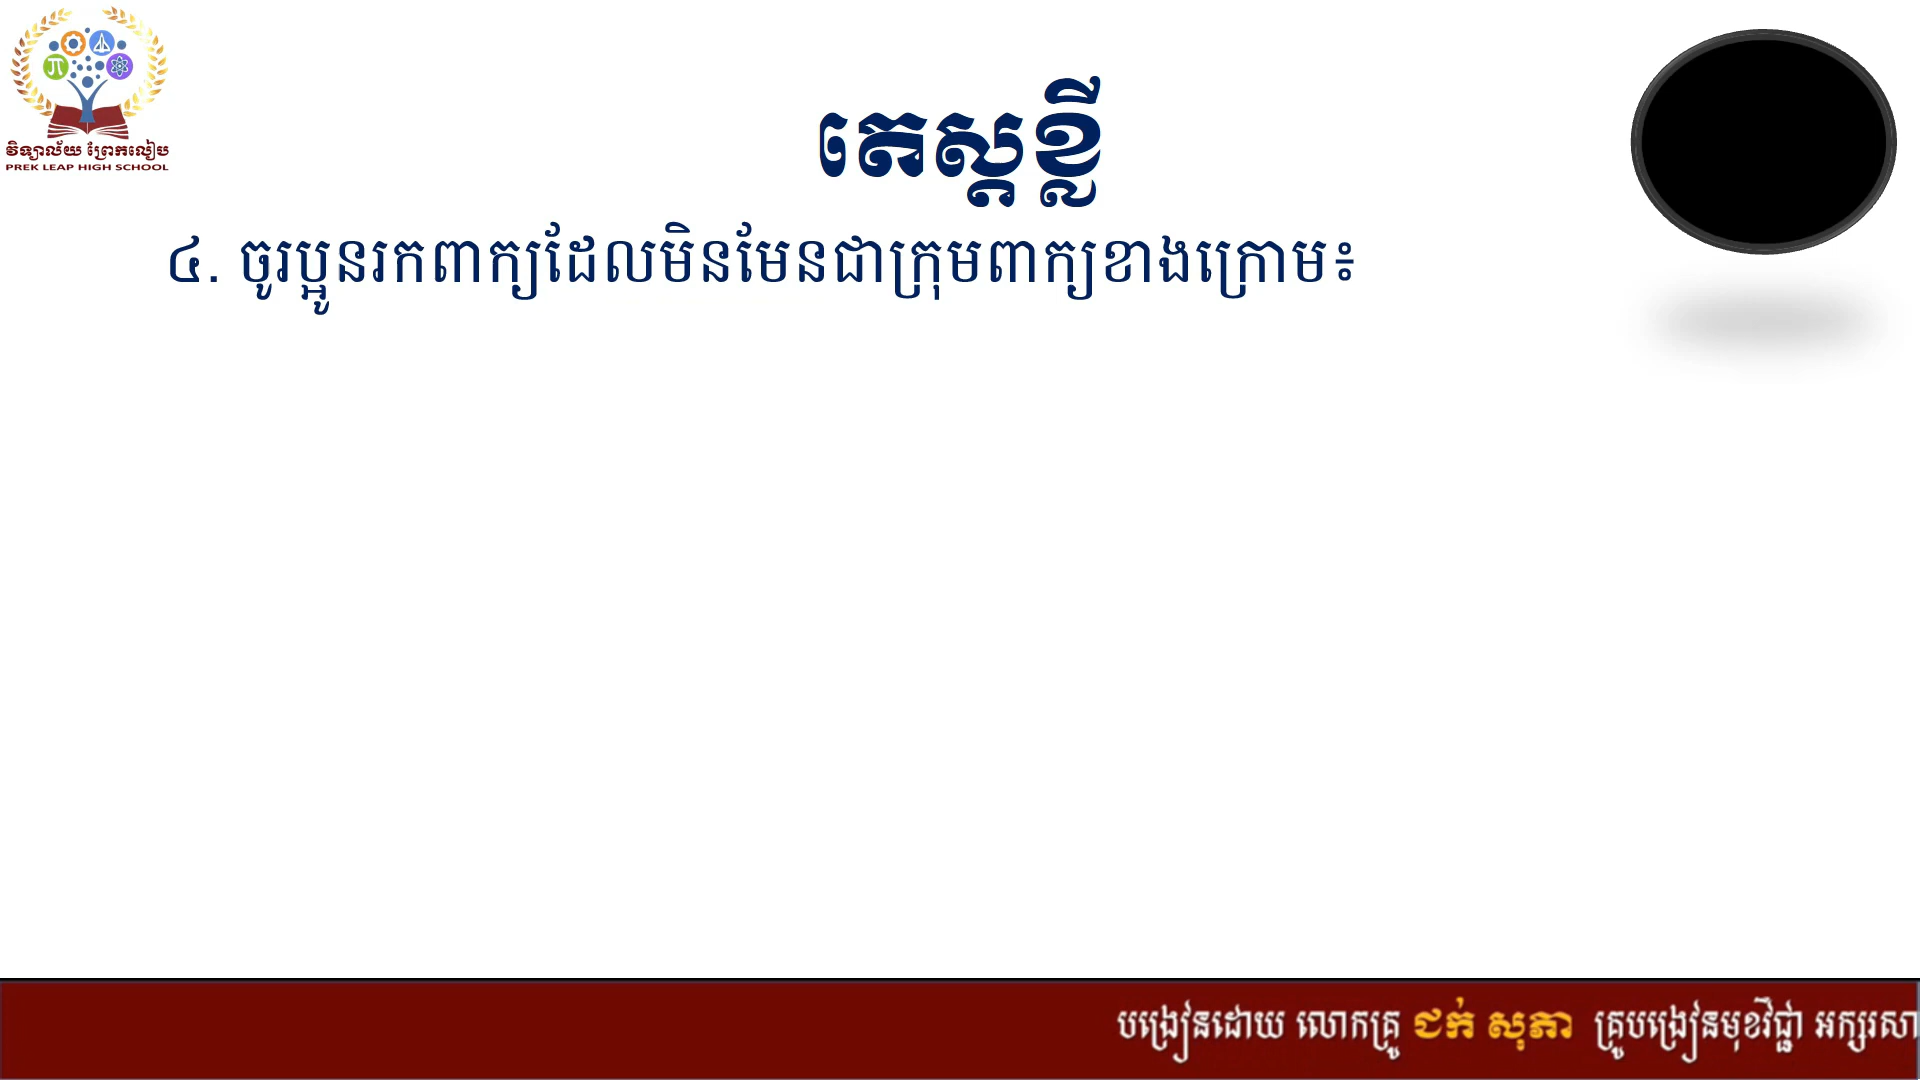 វិទ្យាល័យ ព្រែកលៀប
PREK LEAP HIGH SCHOOL
តេស្តខ្លី
៤. ចូរប្អូនរកពាក្យដែលមិនមែនជាក្រុមពាក្យខាងក្រោម៖
បង្រៀនដោយ លោកគ្រូ ជក់ សុភា គ្រូបង្រៀនមុខវិជ្ជា អក្សរសា